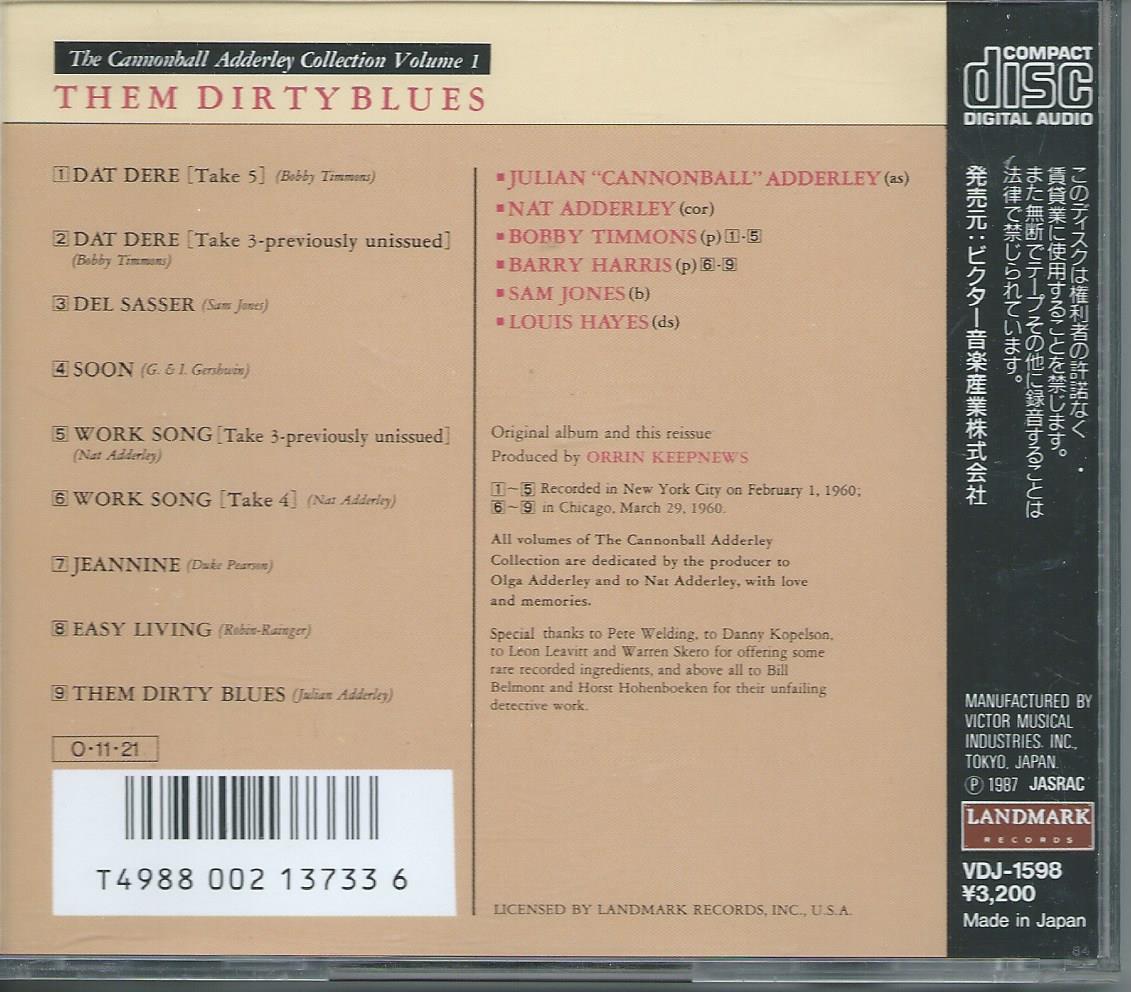 The Cannonball Adderley Collection Volume 1
THEM DIRTY BLUES
1 DAT DERE [Take 5] (Bobby Timmons)
2 DAT DERE [Take 3-previously unissued]
(Bobby Timmons)
3 DEL SASSER (Sam Jones)
4 SOON (G. & I. Gershwin)
5 WORK SONG [Take 3-previously unissued]
(Nat Adderley)
6 WORK SONG [Take 4] (Nat Adderley)
7 JEANNINE (Duke Pearson)
8 EASY LIVING (Robin-Rainger)
9 THEM DIRTY BLUES (Julian Adderley)
O·11·21
T4988 002 13733 6
■JULIAN “CANNONBALL” ADDERLEY (as)
■NAT ADDERLEY (cor)
■BOBBY TIMMONS (p) 1-5
■BARRY HARRIS (p) 6-9
■SAM JONES (b)
■LOUIS HAYES (ds)
Original album and this reissue
Produced by ORRIN KEEPNEWS
1~5 Recorded in New York City on February 1, 1960;
6~9 in Chicago, March 29, 1960.
All volumes of The Cannonball Adderley
Collection are dedicated by the producer to
Olga Adderley and to Nat Adderley, with love
and memories.
Special thanks to Pete Welding, to Danny Kopelson,
to Leon Leavitt and Warren Skero for offering some
rare recorded ingredients, and above all to Bill
Belmont and Horst Hohenboeken for their unfailing
detective work.
LICENSED BY LANDMARK RECORDS, INC., U.S.A.
COMPACT
disc
DIGITAL AUDIO
このディスクは権利者の許諾なく
賃貸業に使用することを禁じます。
また無断でテープその他に録音することは
法律で禁じられています。
発売元：ビクター音楽産業株式会社
MANUFACTURED BY
VICTOR MUSICAL
INDUSTRIES. INC.,
TOKYO, JAPAN.
Ⓟ 1987 JASRAC
LANDMARK
RECORDS
VDJ-1598
¥3,200
Made in Japan
84